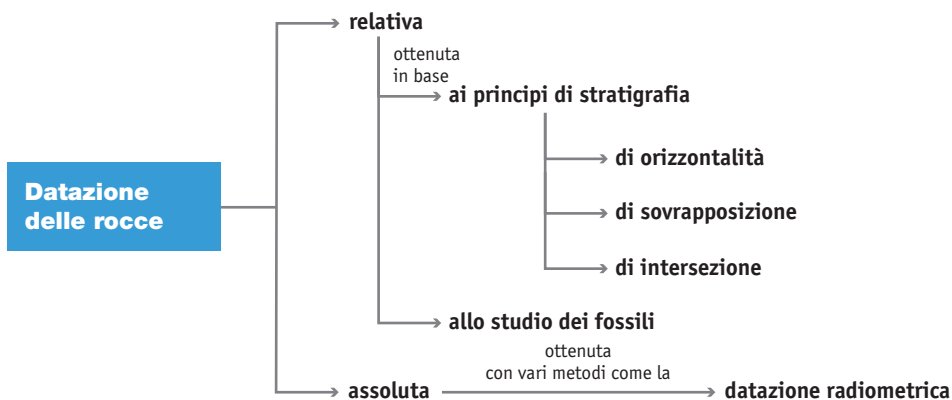 relativa
ottenuta
in base
ai principi di stratigrafia
di orizzontalità
Datazione
delle rocce
di sovrapposizione
di intersezione
allo studio dei fossili
ottenuta
con vari metodi come la
assoluta
datazione radiometrica